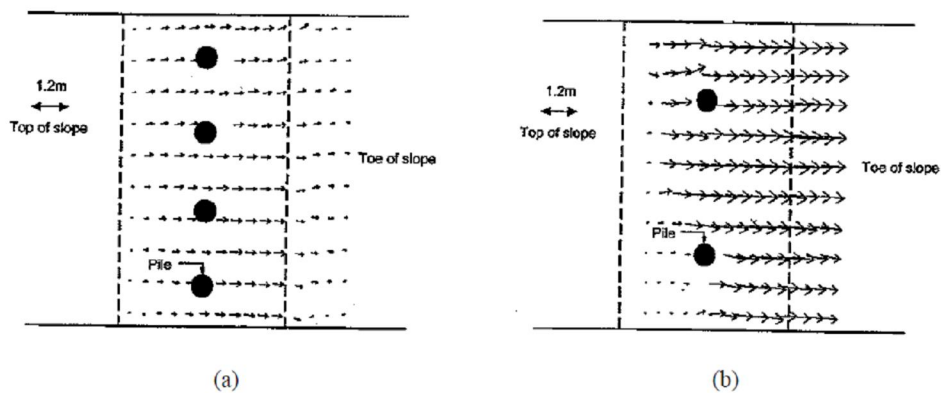 1.2m
Top of slope
Toe of slope
Pile
(a)
1.2m
Top of slope
Toe of slope
Pile
(b)